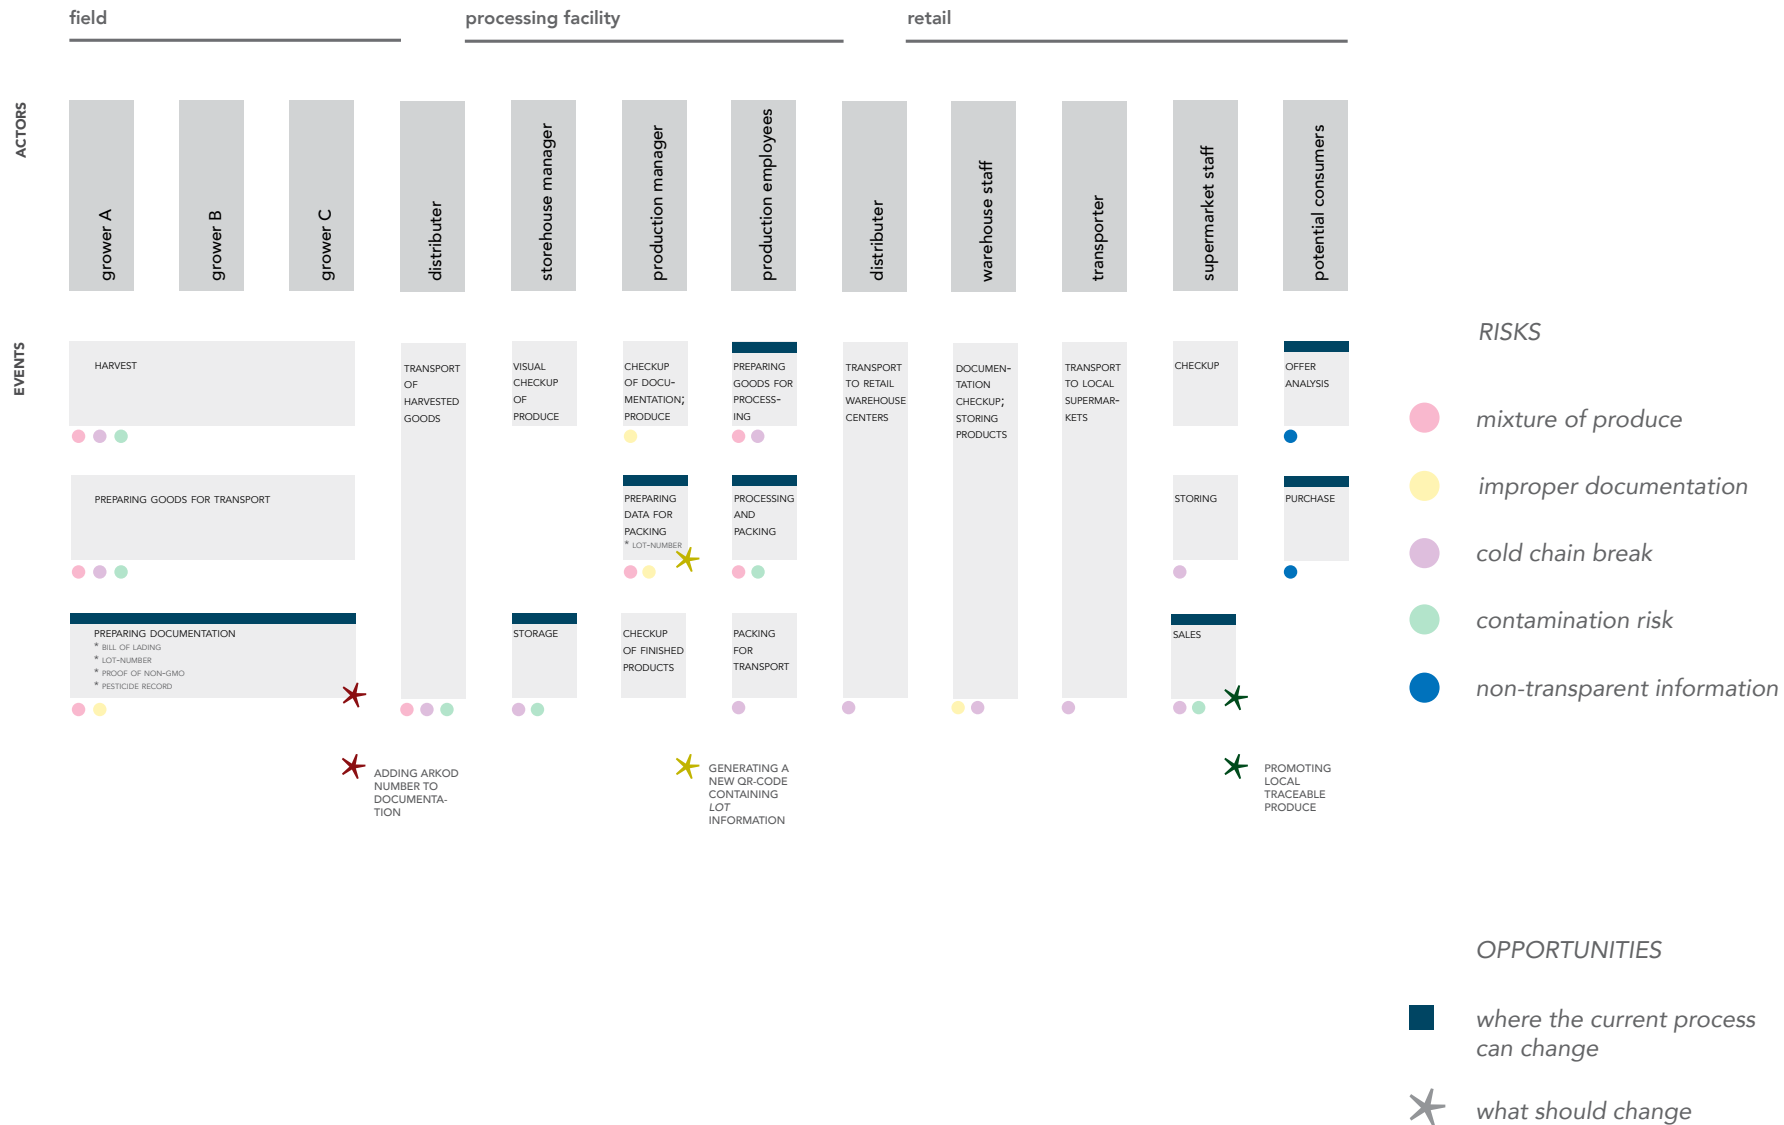 field
processing facility
retail
ACTORS
grower A
grower B
grower C
distributer
storehouse manager
production manager
production employees
distributer
warehouse staff
transporter
supermarket staff
potential consumers
EVENTS
HARVEST
PREPARING GOODS FOR TRANSPORT
PREPARING DOCUMENTATION
* BILL OF LADING
* LOT-NUMBER
* PROOF OF NON-GMO
* PESTICIDE RECORD
TRANSPORT
OF
HARVESTED
GOODS
VISUAL
CHECKUP
OF
PRODUCE
STORAGE
CHECKUP
OF DOCU-
MENTATION;
PRODUCE
PREPARING
DATA FOR
PACKING
* LOT-NUMBER
CHECKUP
OF FINISHED
PRODUCTS
PREPARING
GOODS FOR
PROCESS-
ING
PROCESSING
AND
PACKING
PACKING
FOR
TRANSPORT
TRANSPORT
TO RETAIL
WAREHOUSE
CENTERS
DOCUMEN-
TATION
CHECKUP;
STORING
PRODUCTS
TRANSPORT
TO LOCAL
SUPERMAR-
KETS
CHECKUP
STORING
SALES
OFFER
ANALYSIS
PURCHASE
ADDING ARKOD
NUMBER TO
DOCUMENTA-
TION
GENERATING A
NEW QR-CODE
CONTAINING
LOT
INFORMATION
PROMOTING
LOCAL
TRACEABLE
PRODUCE
RISKS
mixture of produce
improper documentation
cold chain break
contamination risk
non-transparent information
OPPORTUNITIES
where the current process
can change
what should change